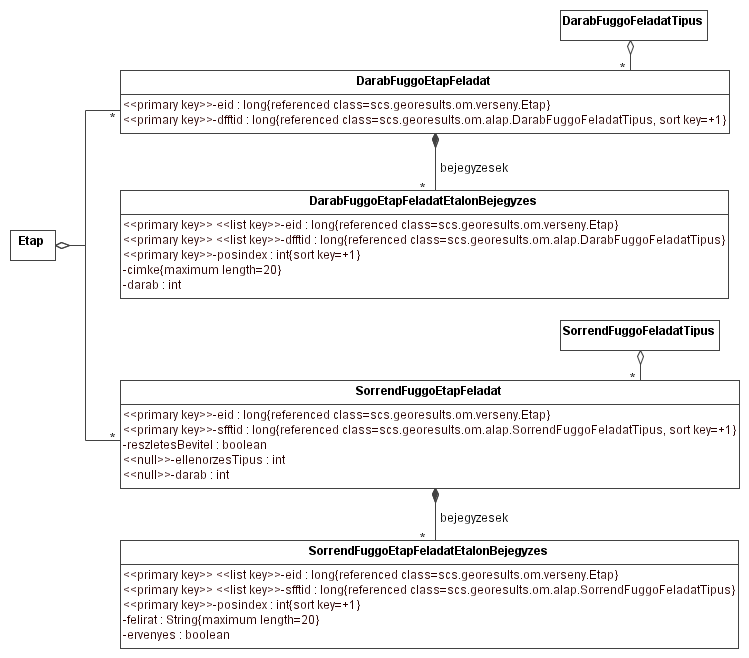 DarabFuggoFeladatTipus
*
DarabFuggoEtapFeladat
<<primary key>>-eid : long{referenced class=scs.georesults.om.verseny.Etap}
<<primary key>>-dfftid : long{referenced class=scs.georesults.om.alap.DarabFuggoFeladatTipus, sort key=+1}
*
bejegyzesek
*
DarabFuggoEtapFeladatEtalonBejegyzes
<<primary key>> <<list key>>-eid : long{referenced class=scs.georesults.om.verseny.Etap}
<<primary key>> <<list key>>-dfftid : long{referenced class=scs.georesults.om.alap.DarabFuggoFeladatTipus}
<<primary key>>-posindex : int{sort key=+1}
-cimke{maximum length=20}
-darab : int
Etap
SorrendFuggoFeladatTipus
*
SorrendFuggoEtapFeladat
<<primary key>>-eid : long{referenced class=scs.georesults.om.verseny.Etap}
<<primary key>>-sfftid : long{referenced class=scs.georesults.om.alap.SorrendFuggoFeladatTipus, sort key=+1}
-reszletesBevitel : boolean
<<null>>-ellenorzesTipus : int
<<null>>-darab : int
*
bejegyzesek
*
SorrendFuggoEtapFeladatEtalonBejegyzes
<<primary key>> <<list key>>-eid : long{referenced class=scs.georesults.om.verseny.Etap}
<<primary key>> <<list key>>-sfftid : long{referenced class=scs.georesults.om.alap.SorrendFuggoFeladatTipus}
<<primary key>>-posindex : int{sort key=+1}
-felirat : String{maximum length=20}
-ervenyes : boolean